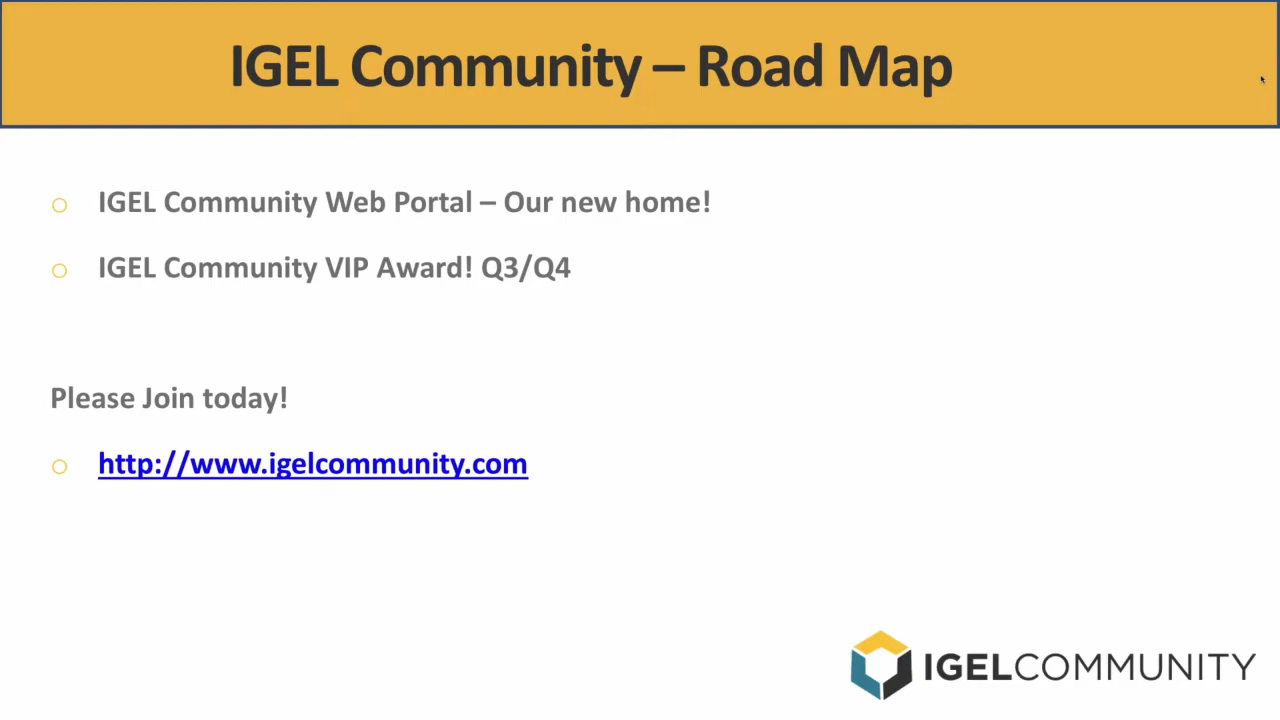 IGEL Community – Road Map
o IGEL Community Web Portal – Our new home!
o IGEL Community VIP Award! Q3/Q4
Please Join today!
o http://www.igelcommunity.com
IGELCOMMUNITY